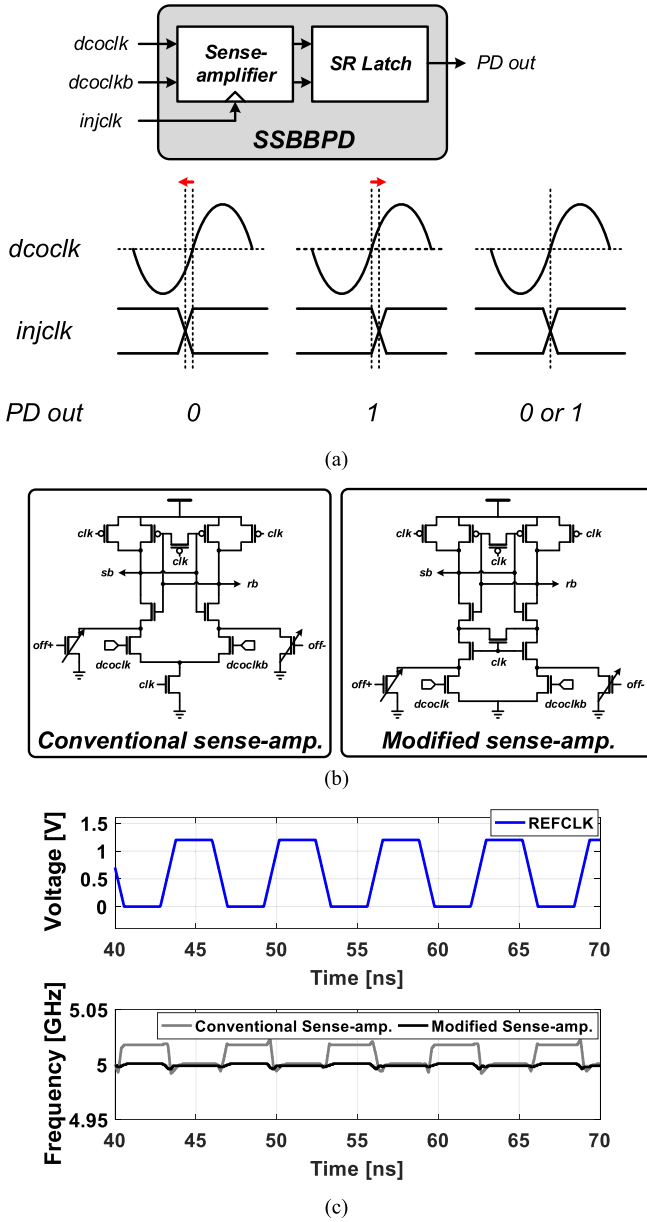 dcoclk
dcoclkb
injclk
Sense-
amplifier
SR Latch
PD out
SSBBPD
dcoclk
injclk
PD out 0 1 0 or 1
(a)
clk clk clk
sb rb
off+ off-
dcoclk dcoclkb
clk
Conventional sense-amp.
clk clk clk
sb rb
clk
off+ off-
dcoclk dcoclkb
Modified sense-amp.
(b)
REFCLK
Voltage [V]
1.5
1
0.5
0
40 45 50 55 60 65 70
Time [ns]
Conventional Sense-amp. Modified Sense-amp.
Frequency [GHz]
5.05
5
4.95
40 45 50 55 60 65 70
Time [ns]
(c)